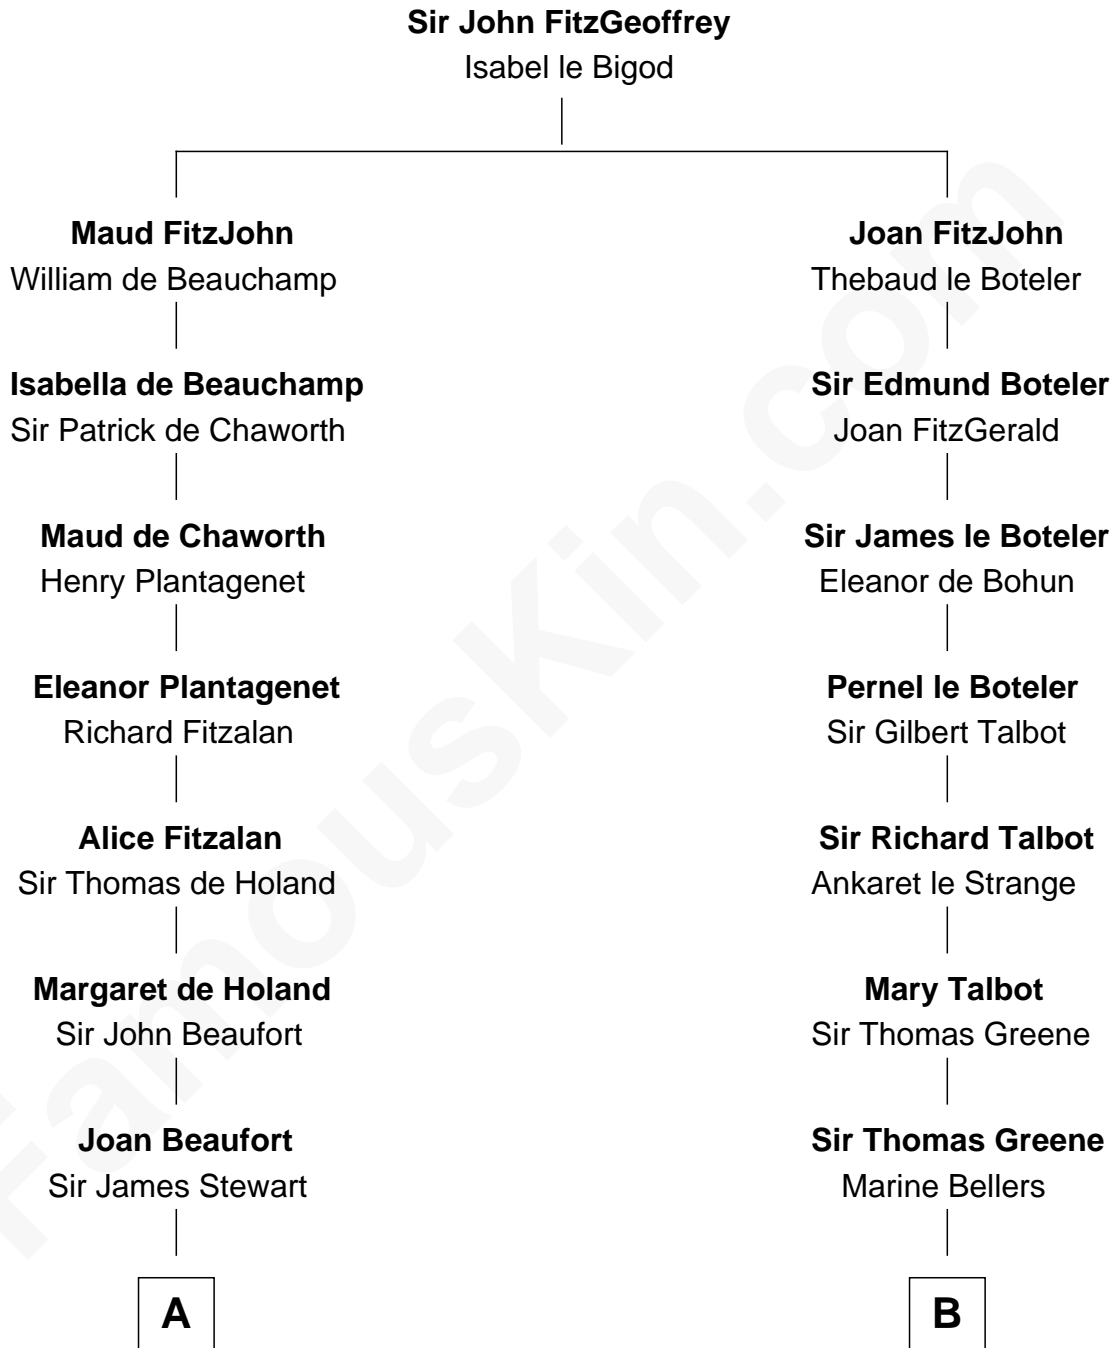 Sir John FitzGeoffrey
Isabel le Bigod
Maud FitzJohn
William de Beauchamp
Isabella de Beauchamp
Sir Patrick de Chaworth
Maud de Chaworth
Henry Plantagenet
Eleanor Plantagenet
Richard Fitzalan
Alice Fitzalan
Sir Thomas de Holand
Margaret de Holand
Sir John Beaufort
Joan Beaufort
Sir James Stewart
A
Joan FitzJohn
Thebaud le Boteler
Sir Edmund Boteler
Joan FitzGerald
Sir James le Boteler
Eleanor de Bohun
Pernel le Boteler
Sir Gilbert Talbot
Sir Richard Talbot
Ankaret le Strange
Mary Talbot
Sir Thomas Greene
Sir Thomas Greene
Marine Bellers
B
FamousKin.com